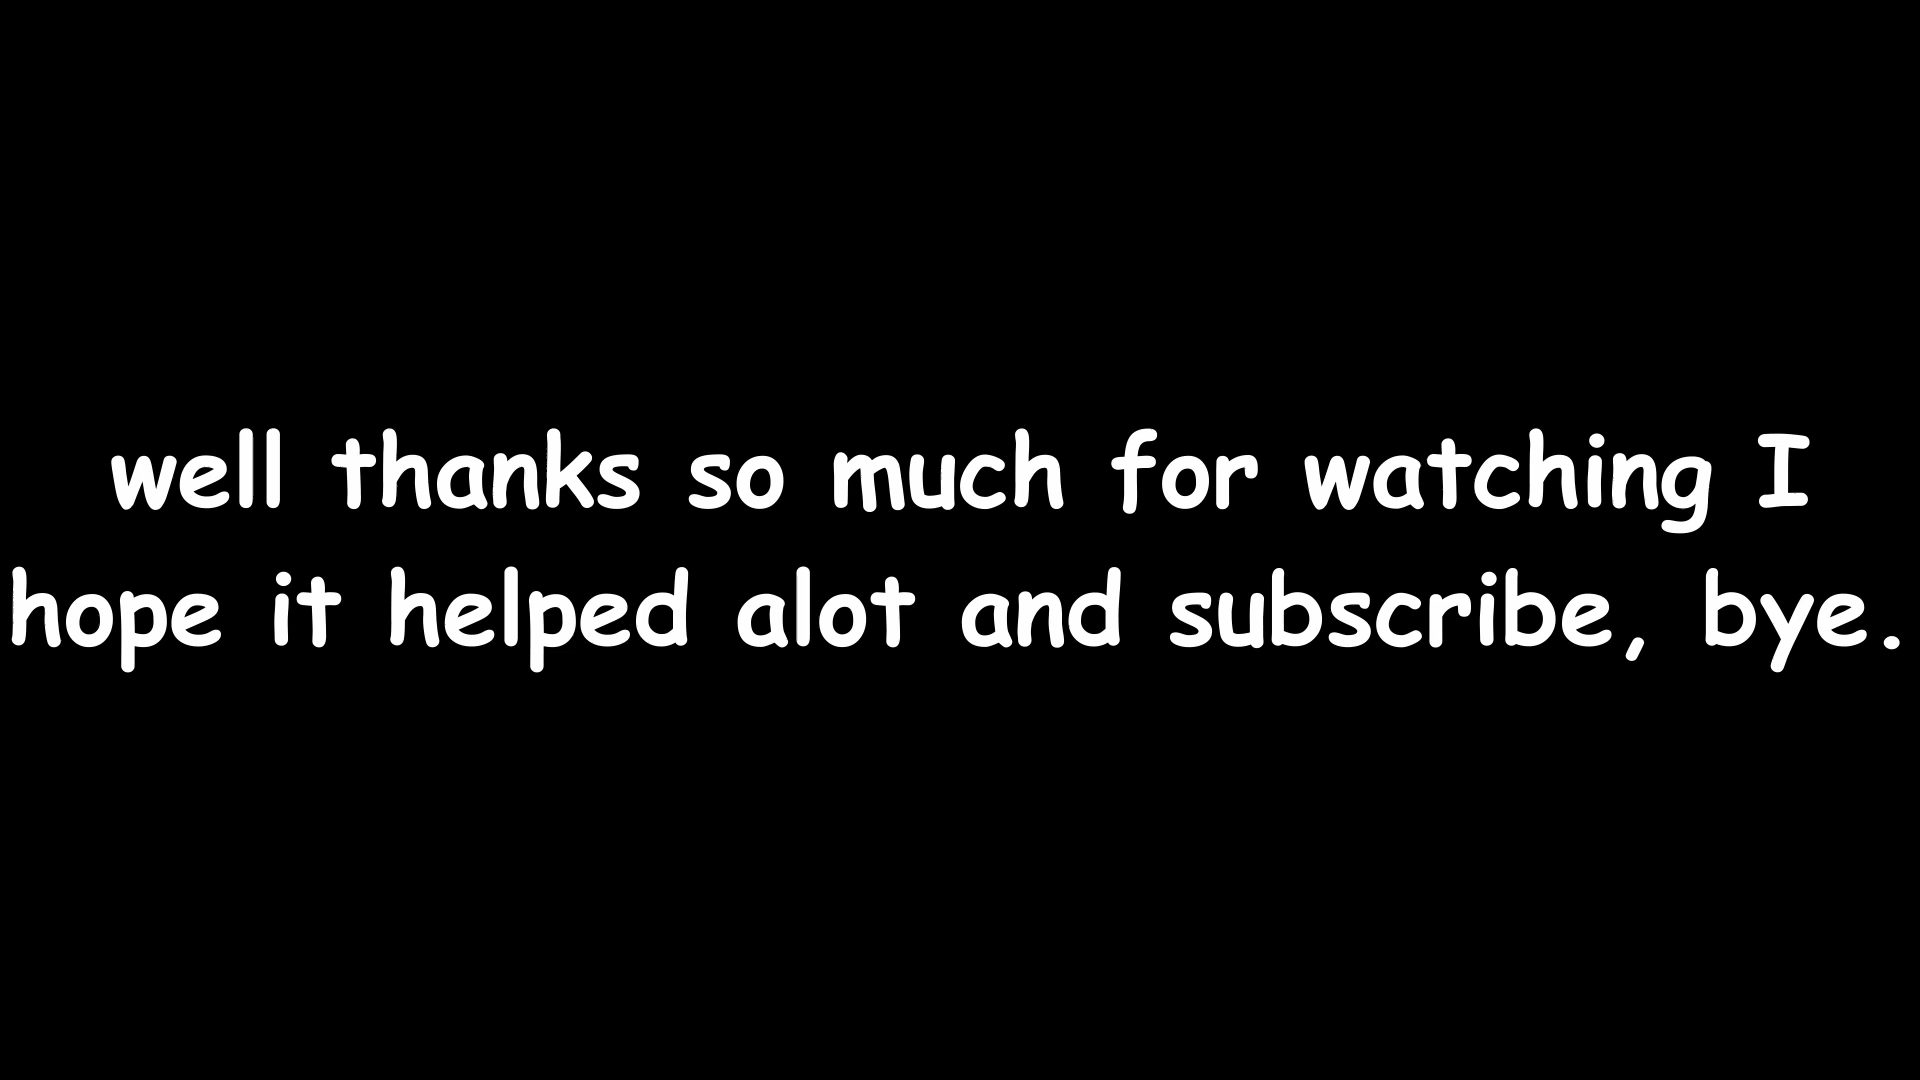 well thanks so much for watching I
hope it helped alot and subscribe, bye.